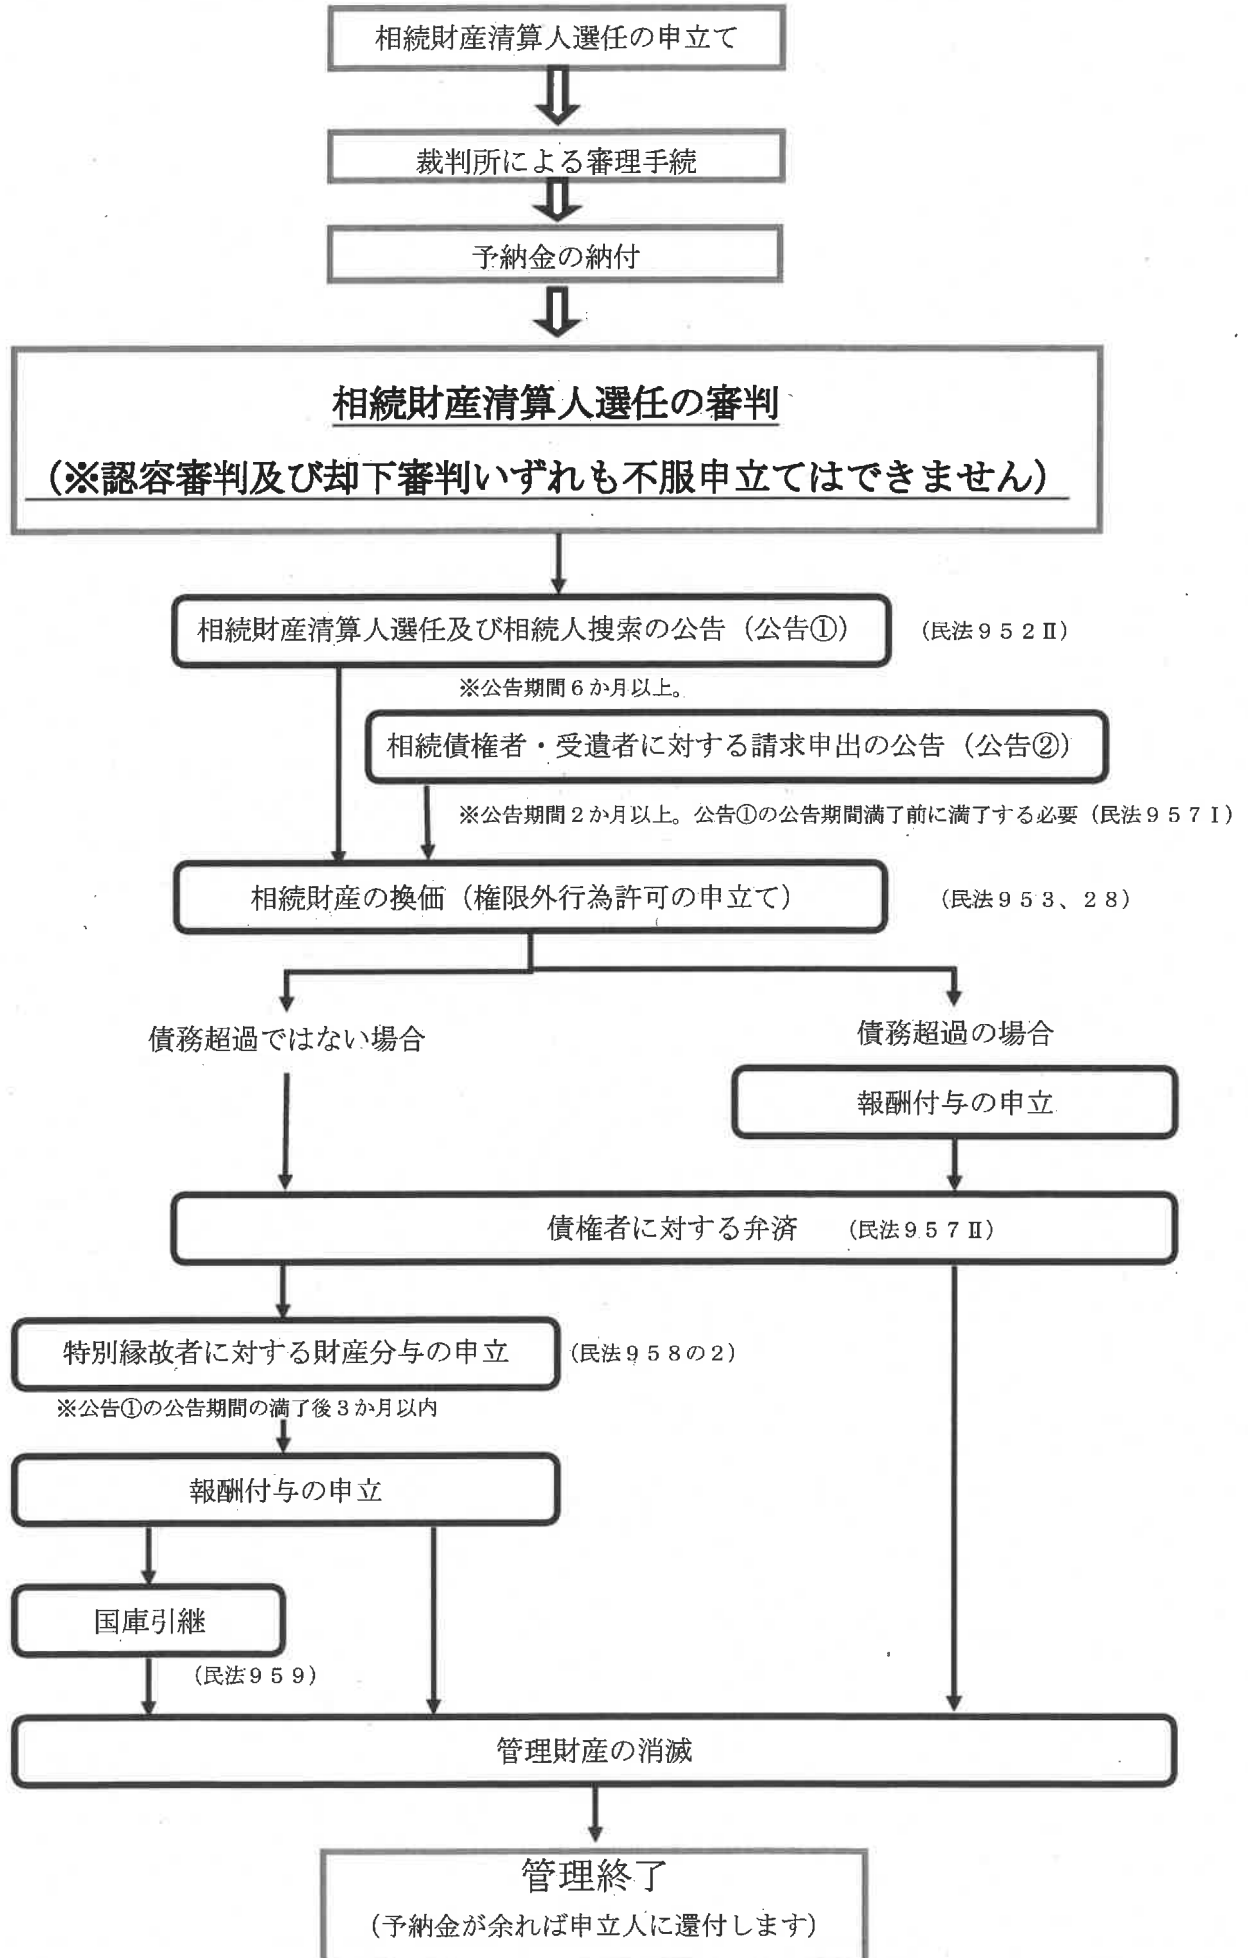 相続財産清算人選任の申立て
裁判所による審理手続
予納金の納付
相続財産清算人選任の審判
（※認容審判及び却下審判いずれも不服申立てはできません）
相続財産清算人選任及び相続人捜索の公告（公告①）
（民法９５２Ⅱ）
※公告期間６か月以上。
相続債権者・受遺者に対する請求申出の公告（公告②）
※公告期間２か月以上。公告①の公告期間満了前に満了する必要（民法９５７Ⅰ）
相続財産の換価（権限外行為許可の申立て）
（民法９５３、２８）
債務超過ではない場合
債務超過の場合
報酬付与の申立
債権者に対する弁済　（民法９５７Ⅱ）
特別縁故者に対する財産分与の申立
（民法９５８の２）
※公告①の公告期間の満了後３か月以内
報酬付与の申立
国庫引継
（民法９５９）
管理財産の消滅
管理終了
（予納金が余れば申立人に還付します）